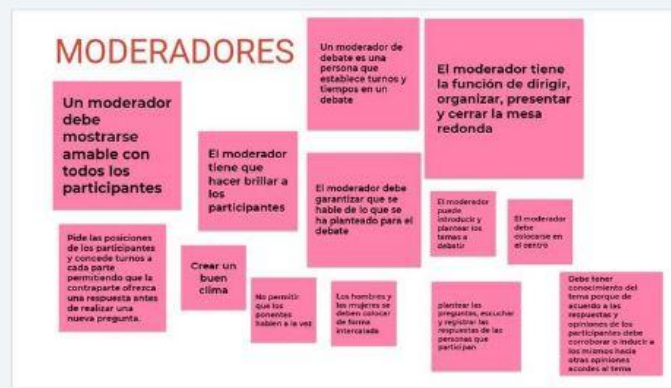 MODERADORES
Un moderador de
debate es una
persona que
establece turnos y
tiempos en un
debate
El moderador tiene
la función de dirigir,
organizar, presentar
y cerrar la mesa
redonda
Un moderador
debe
mostrarse
amable con
todos los
participantes
El moderador
tiene que
hacer brillar a
los
participantes
El moderador debe
garantizar que se
hable de lo que se
ha planteado para el
debate
El moderador
puede
introducir y
plantear los
temas a
debatir
El moderador
debe
colocarse en
el centro
Pide las posiciones
de los participantes
y concede turnos a
cada parte
permitiendo que la
contraparte ofrezca
una respuesta antes
de realizar una
nueva pregunta.
Crear un
buen
clima
No permitir
que los
ponentes
hablen a la vez
Los hombres y
las mujeres se
deben colocar
de forma
intercalada
plantear las
preguntas, escuchar
y registrar las
respuestas de las
personas que
participan
Debe tener
conocimiento del
tema porque de
acuerdo a las
respuestas y
opiniones de los
participantes debe
corroborar o inducir a
los mismos hacia
otras opiniones
acordes al tema